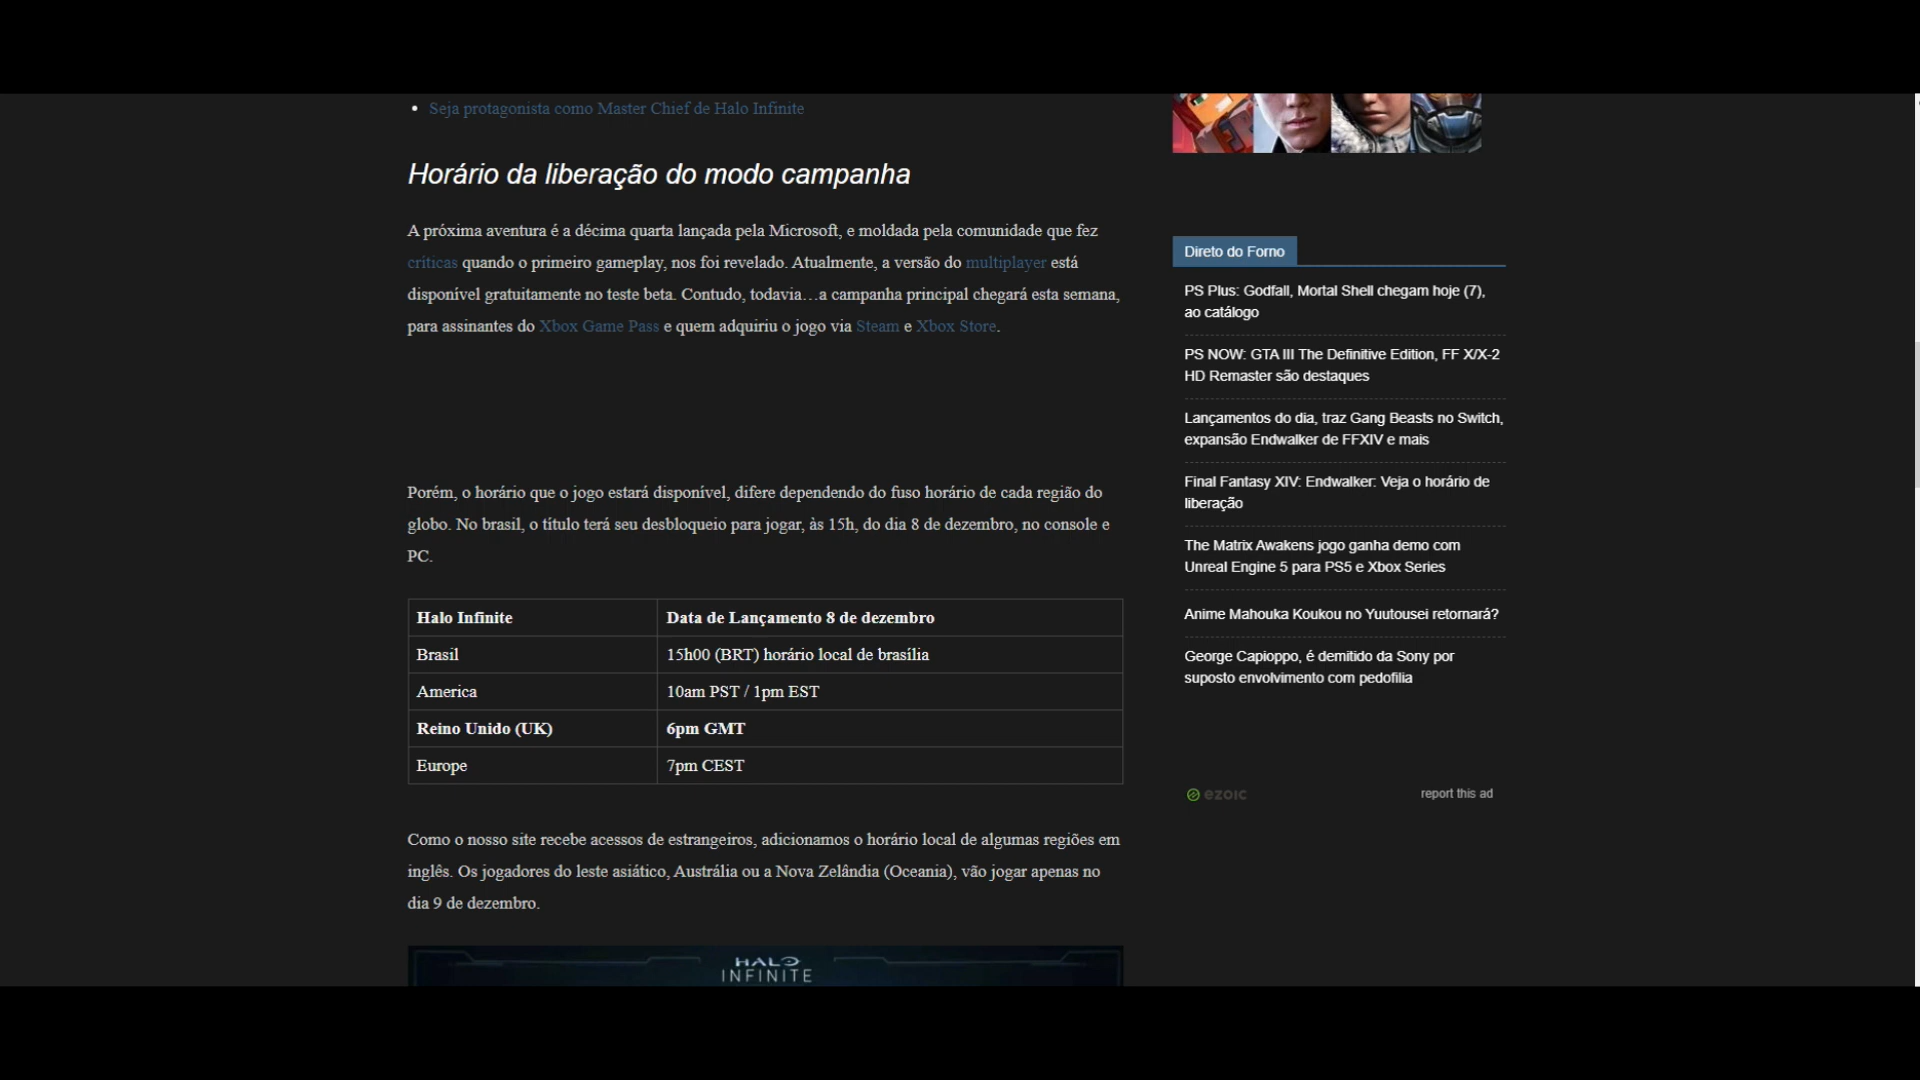 Seja protagonista como Master Chief de Halo Infinite
Horário da liberação do modo campanha
A próxima aventura é a décima quarta lançada pela Microsoft, e moldada pela comunidade que fez
críticas quando o primeiro gameplay, nos foi revelado. Atualmente, a versão do multiplayer está
disponível gratuitamente no teste beta. Contudo, todavia…a campanha principal chegará esta semana,
para assinantes do Xbox Game Pass e quem adquiriu o jogo via Steam e Xbox Store.
Porém, o horário que o jogo estará disponível, difere dependendo do fuso horário de cada região do
globo. No brasil, o título terá seu desbloqueio para jogar, às 15h, do dia 8 de dezembro, no console e
PC.
Halo Infinite Data de Lançamento 8 de dezembro
Brasil 15h00 (BRT) horário local de brasília
America 10am PST / 1pm EST
Reino Unido (UK) 6pm GMT
Europe 7pm CEST
Como o nosso site recebe acessos de estrangeiros, adicionamos o horário local de algumas regiões em
inglês. Os jogadores do leste asiático, Austrália ou a Nova Zelândia (Oceania), vão jogar apenas no
dia 9 de dezembro.
HALO
INFINITE
Direto do Forno
PS Plus: Godfall, Mortal Shell chegam hoje (7),
ao catálogo
PS NOW: GTA III The Definitive Edition, FF X/X-2
HD Remaster são destaques
Lançamentos do dia, traz Gang Beasts no Switch,
expansão Endwalker de FFXIV e mais
Final Fantasy XIV: Endwalker: Veja o horário de
liberação
The Matrix Awakens jogo ganha demo com
Unreal Engine 5 para PS5 e Xbox Series
Anime Mahouka Koukou no Yuutousei retornará?
George Capioppo, é demitido da Sony por
suposto envolvimento com pedofilia
ezoic report this ad